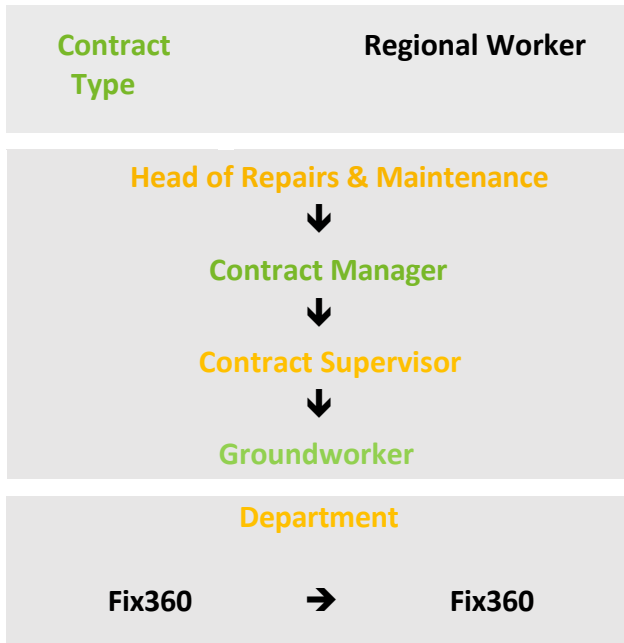 Contract Regional Worker
Type
Head of Repairs & Maintenance
↓
Contract Manager
↓
Contract Supervisor
↓
Groundworker
Department
Fix360 → Fix360